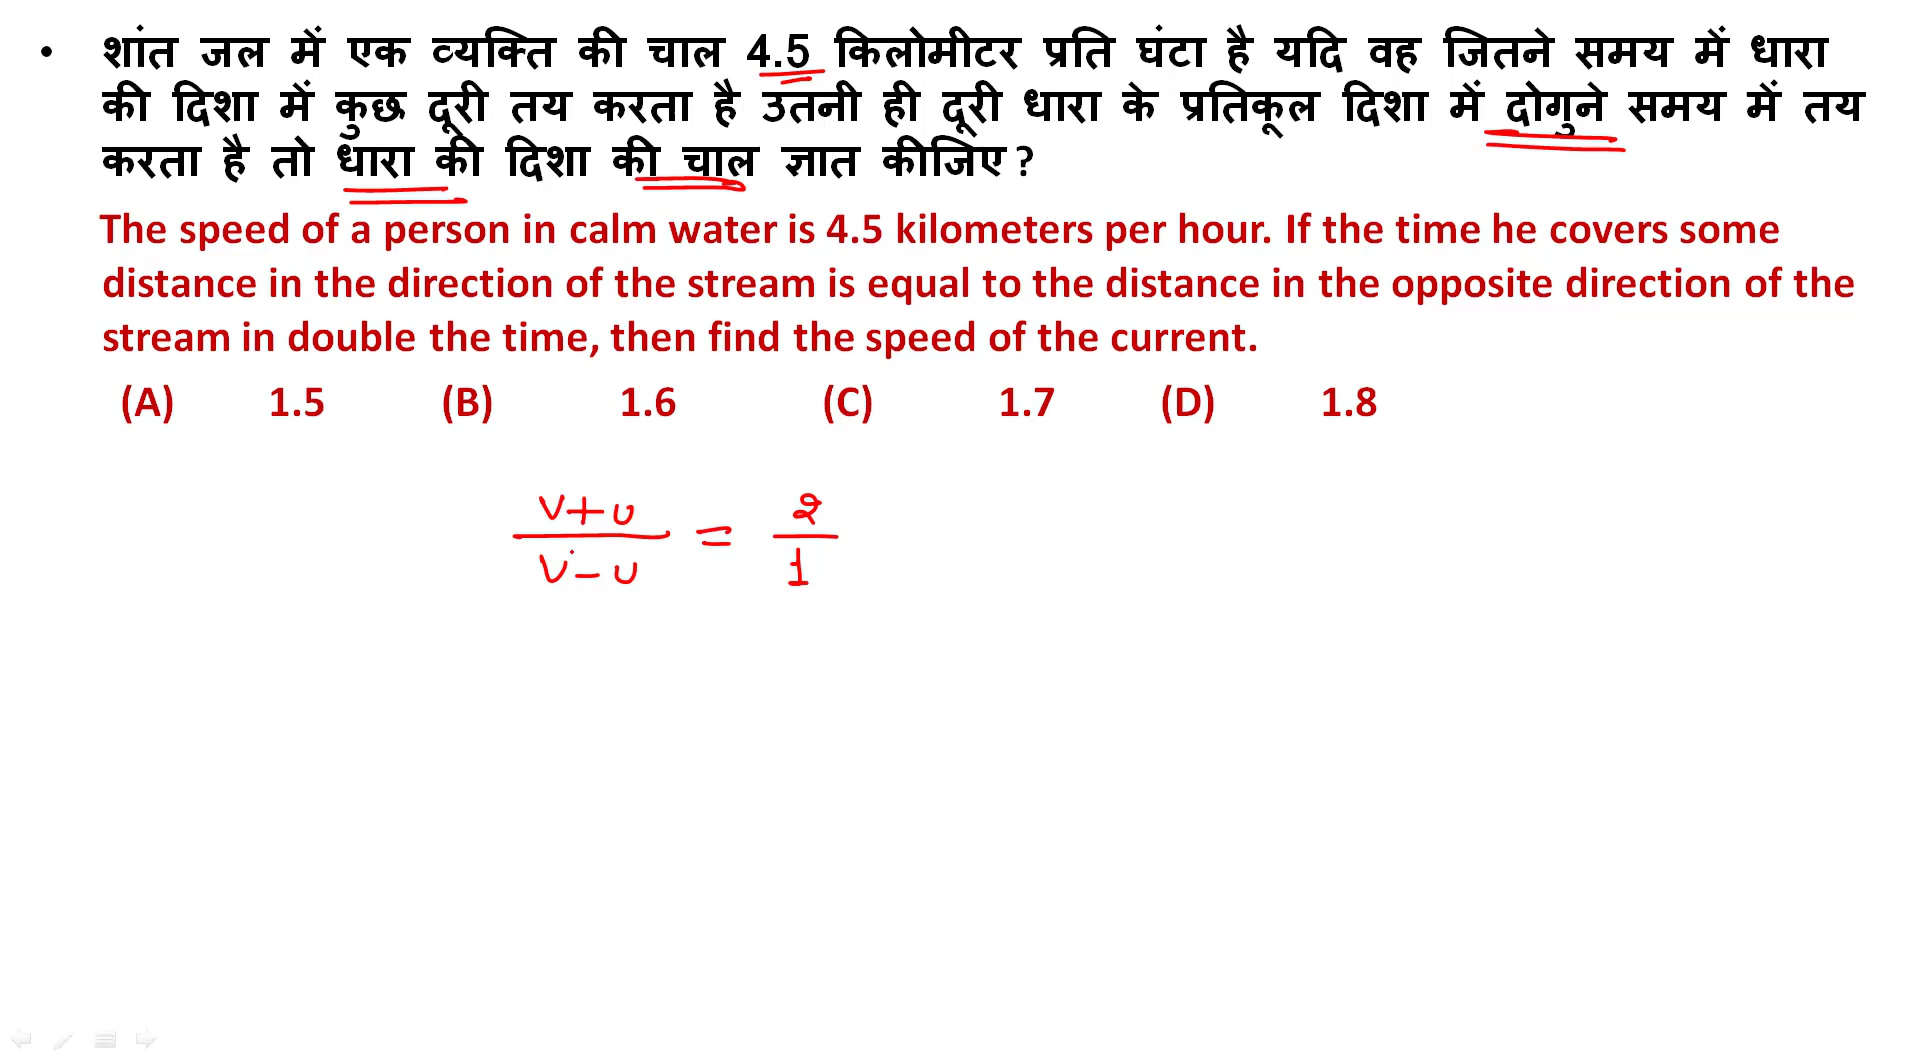 • शांत जल में एक व्यक्ति की चाल 4.5 किलोमीटर प्रति घंटा है यदि वह जितने समय में धारा
की दिशा में कुछ दूरी तय करता है उतनी ही दूरी धारा के प्रतिकूल दिशा में दोगुने समय में तय
करता है तो धारा की दिशा की चाल ज्ञात कीजिए ?
The speed of a person in calm water is 4.5 kilometers per hour. If the time he covers some
distance in the direction of the stream is equal to the distance in the opposite direction of the
stream in double the time, then find the speed of the current.
(A) 1.5 (B) 1.6 (C) 1.7 (D) 1.8
v+u = 2
v-u 1